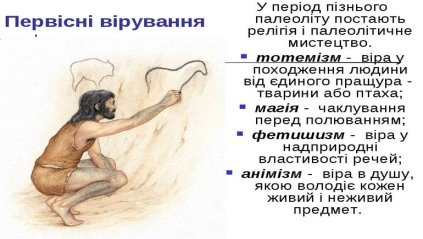 Первісні вірування
У період пізнього
палеоліту постають
релігія і палеолітичне
мистецтво.
тотемізм - віра у
походження людини
від єдиного пращура -
тварини або птаха;
магія - чаклування
перед полюванням;
фетишизм - віра у
надприродні
властивості речей;
анімізм - віра в душу,
якою володіє кожен
живий і неживий
предмет.